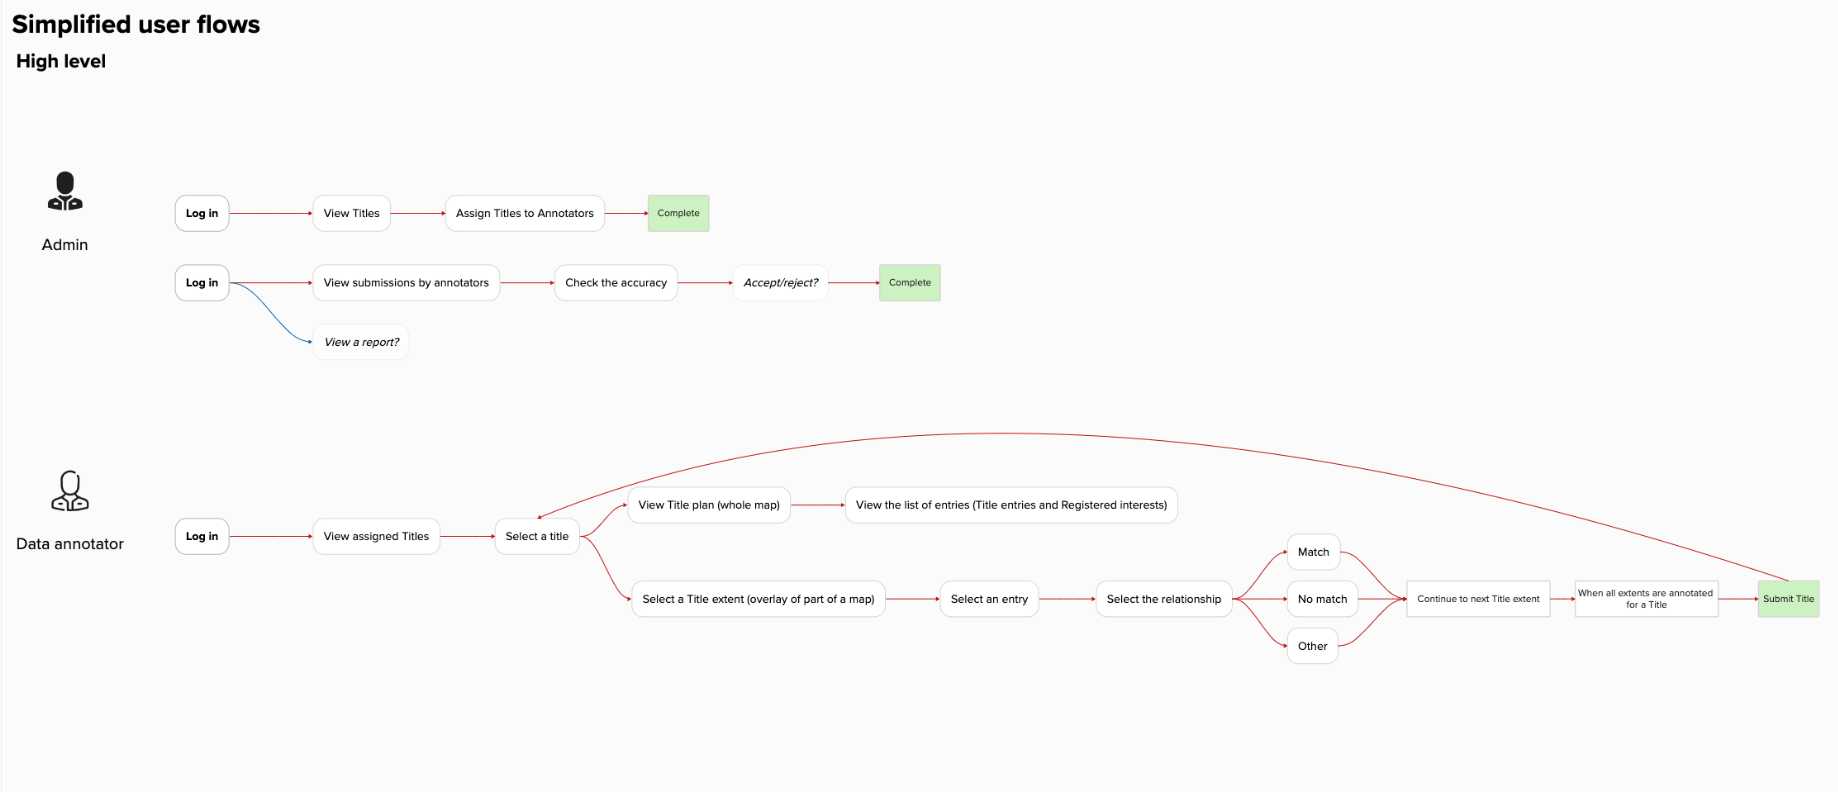 Simplified user flows
High level
Admin
Log in
View Titles
Assign Titles to Annotators
Complete
Log in
View submissions by annotators
Check the accuracy
Accept/reject?
Complete
View a report?
Data annotator
Log in
View assigned Titles
Select a title
View Title plan (whole map)
View the list of entries (Title entries and Registered interests)
Select a Title extent (overlay of part of a map)
Select an entry
Select the relationship
Match
No match
Other
Continue to next Title extent
When all extents are annotated
for a Title
Submit Title